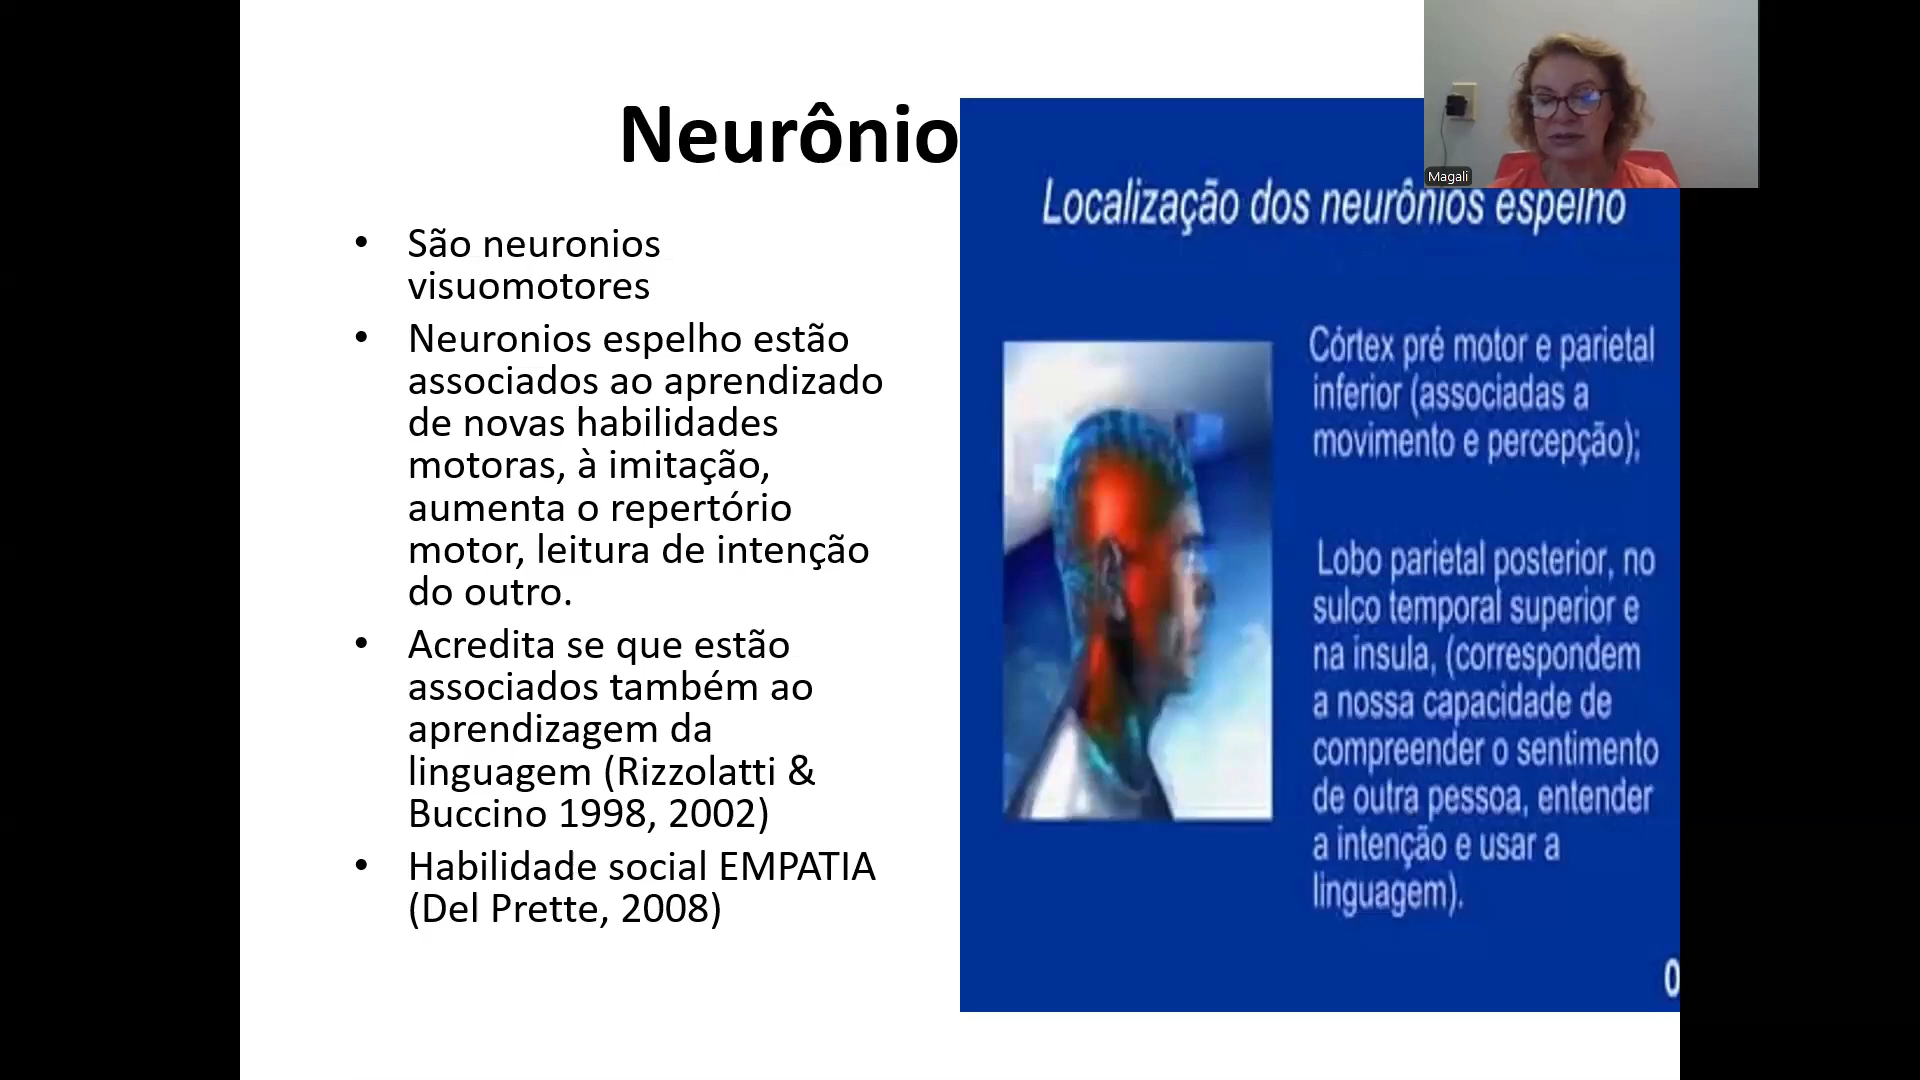 Neurônio
• São neuronios
visuomotores
• Neuronios espelho estão
associados ao aprendizado
de novas habilidades
motoras, à imitação,
aumenta o repertório
motor, leitura de intenção
do outro.
• Acredita se que estão
associados também ao
aprendizagem da
linguagem (Rizzolatti &
Buccino 1998, 2002)
• Habilidade social EMPATIA
(Del Prette, 2008)
Magali
Localização dos neurônios espelho
Córtex pré motor e parietal
inferior (associadas a
movimento e percepção);
Lobo parietal posterior, no
sulco temporal superior e
na insula, (correspondem
a nossa capacidade de
compreender o sentimento
de outra pessoa, entender
a intenção e usar a
linguagem).
0